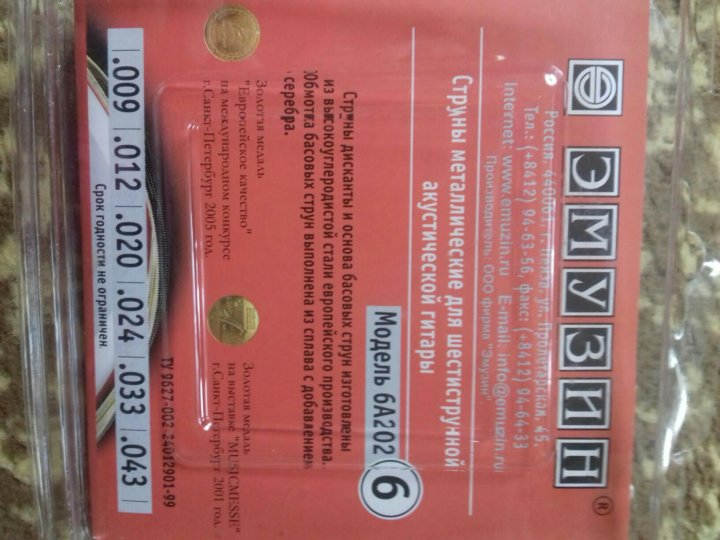 ЭМУЗИН®
Россия, 440061, г. Пенза, ул. Пролетарская, 45.
Тел.: (+8412) 94-63-56, факс: (+8412) 94-64-33
Internet: www.emuzin.ru E-mail: info@emuzin.ru
Производитель: ООО фирма "Эмузин"
Струны металлические для шестиструнной
акустической гитары
Модель 6А202 6
Струны дисканты и основа басовых струн изготовлены
из высокоуглеродистой стали европейского производства.
Обмотка басовых струн выполнена из сплава с добавлением
серебра.
Золотая медаль
"Европейское качество"
на международном конкурсе
г.Санкт-Петербург 2005 год.
Золотая медаль
на выставке "MUSICMESSE"
г.Санкт-Петербург 2001 год.
ТУ 9627-002-24012901-99
.009 .012 .020 .024 .033 .043
Срок годности не ограничен.